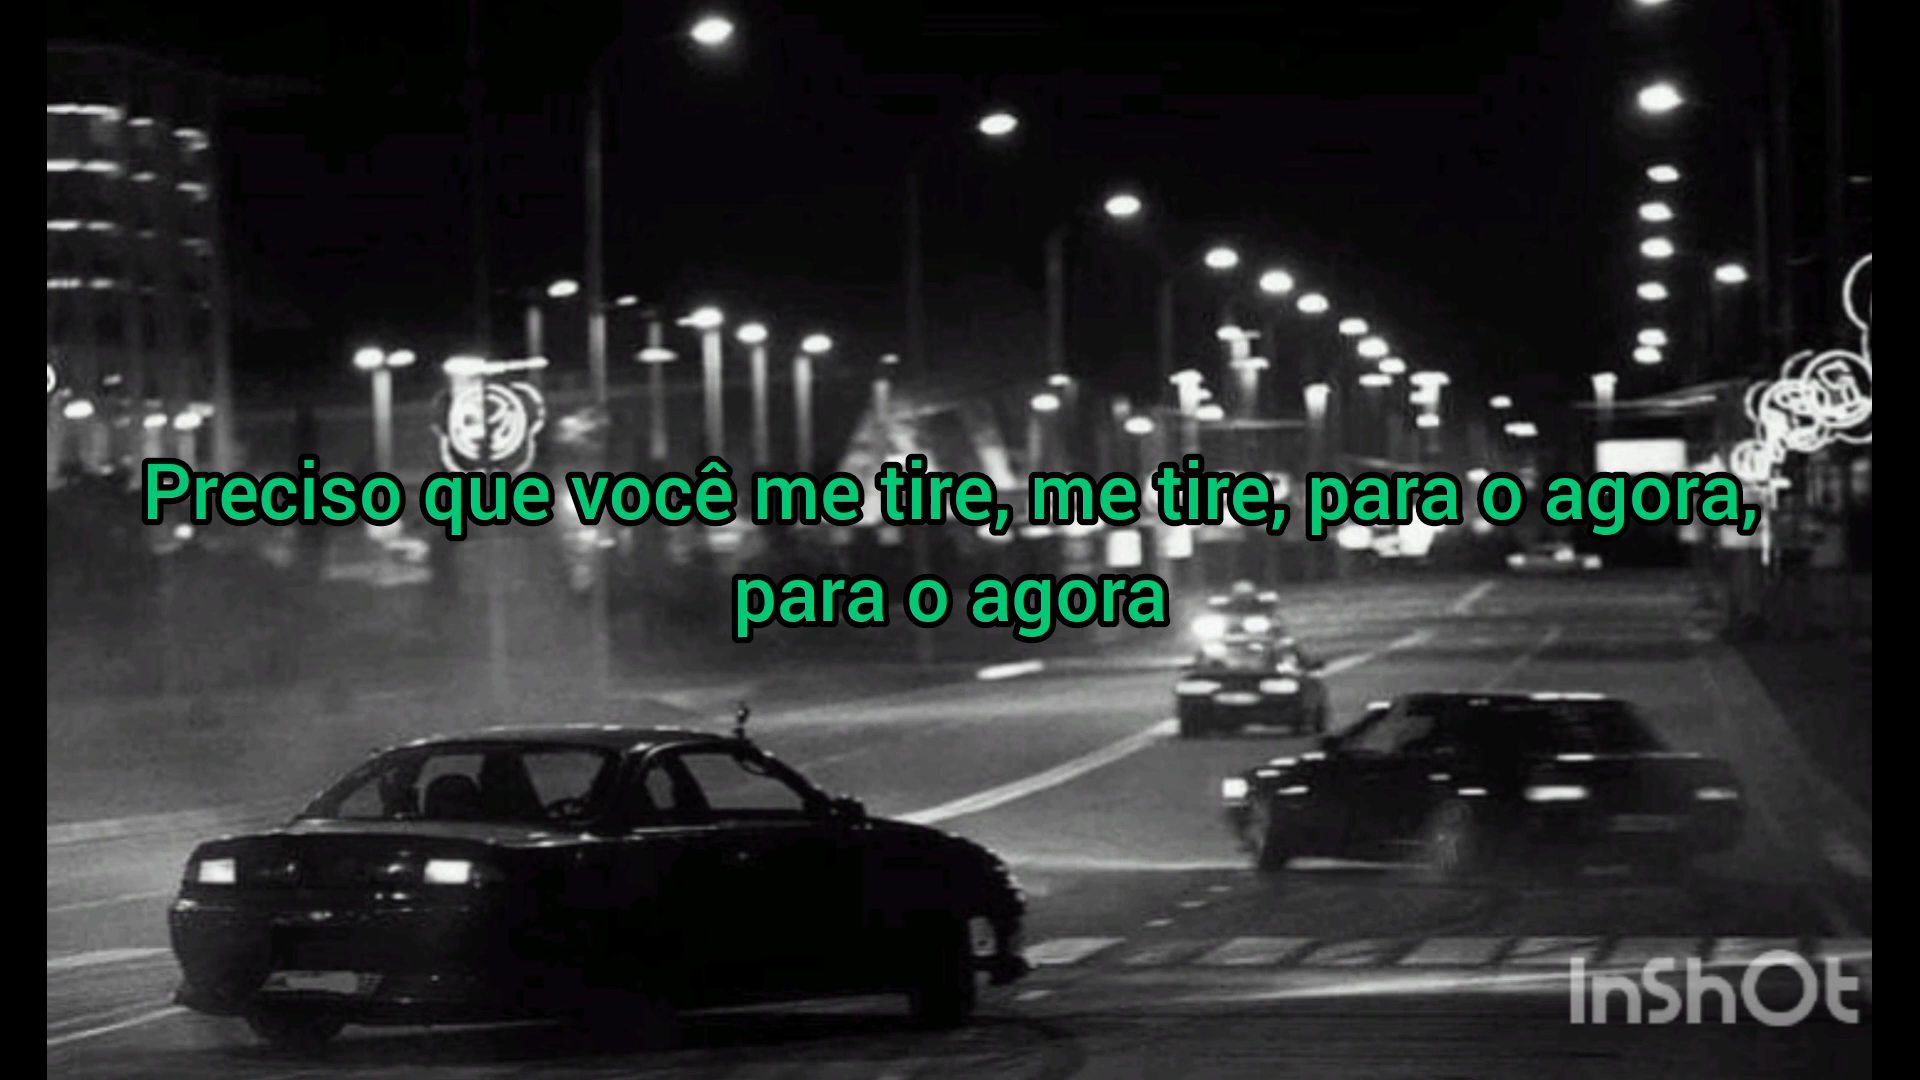 Preciso que você me tire, me tire, para o agora,
para o agora
InShOt